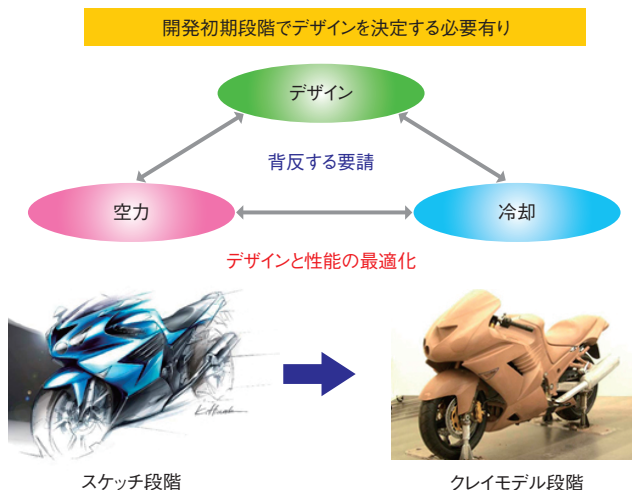 開発初期段階でデザインを決定する必要有り
デザイン
背反する要請
空力
冷却
デザインと性能の最適化
スケッチ段階
クレイモデル段階